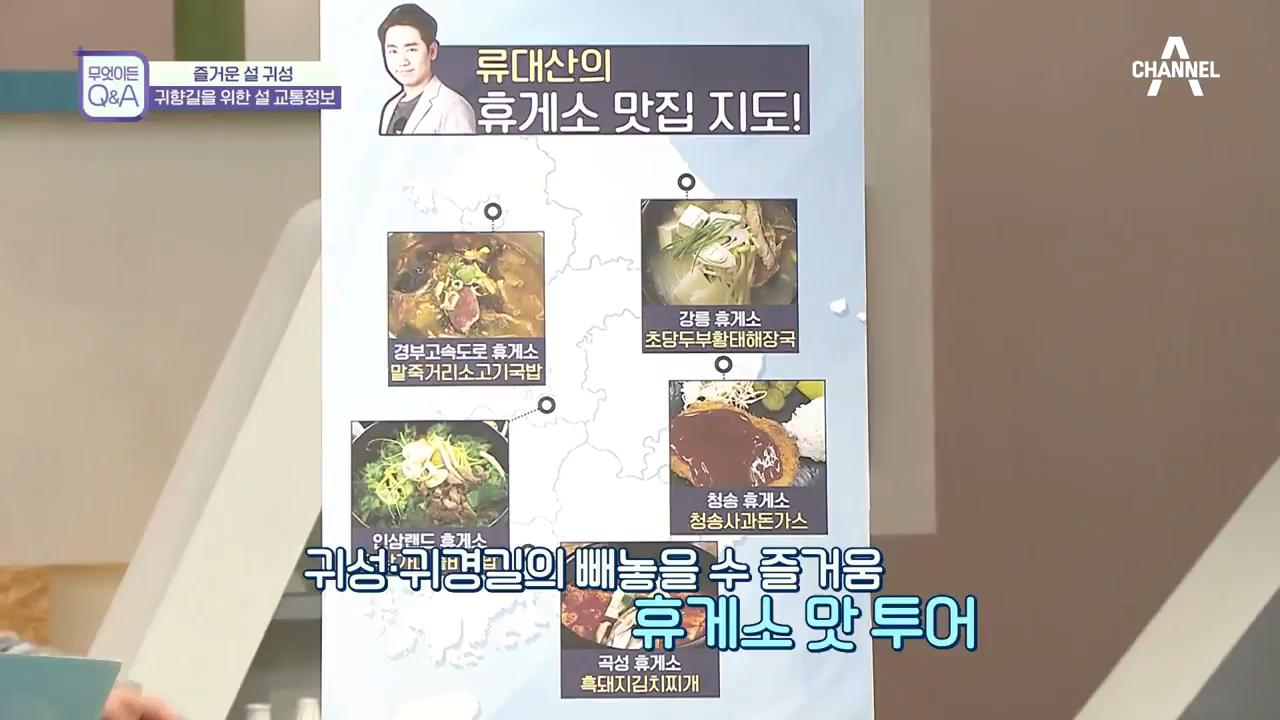 무엇이든
Q&A
즐거운 설 귀성
귀향길을 위한 설 교통정보
CHANNEL A
류대산의
휴게소 맛집 지도!
경부고속도로 휴게소
말죽거리소고기국밥
강릉 휴게소
초당두부황태해장국
청송 휴게소
청송사과돈가스
인삼랜드 휴게소
귀성·귀경길의 빼놓을 수 즐거움
휴게소 맛 투어
곡성 휴게소
흑돼지김치찌개